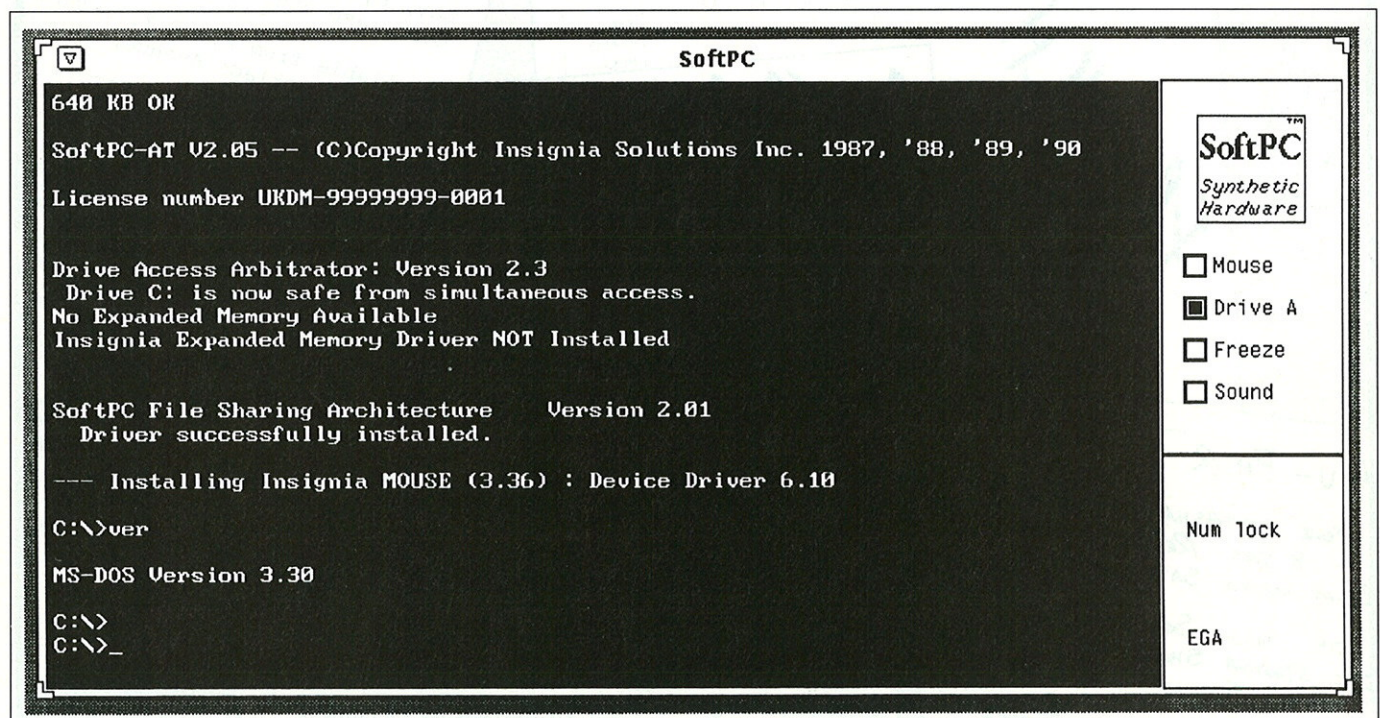 SoftPC
640 KB OK
SoftPC-AT V2.05 -- (C)Copyright Insignia Solutions Inc. 1987, '88, '89, '90
License number UKDM-99999999-0001
Drive Access Arbitrator: Version 2.3
Drive C: is now safe from simultaneous access.
No Expanded Memory Available
Insignia Expanded Memory Driver NOT Installed
SoftPC File Sharing Architecture Version 2.01
Driver successfully installed.
--- Installing Insignia MOUSE (3.36) : Device Driver 6.10
C:\>ver
MS-DOS Version 3.30
C:\>
C:\>_
SoftPC™
Synthetic
Hardware
Mouse
Drive A
Freeze
Sound
Num lock
EGA